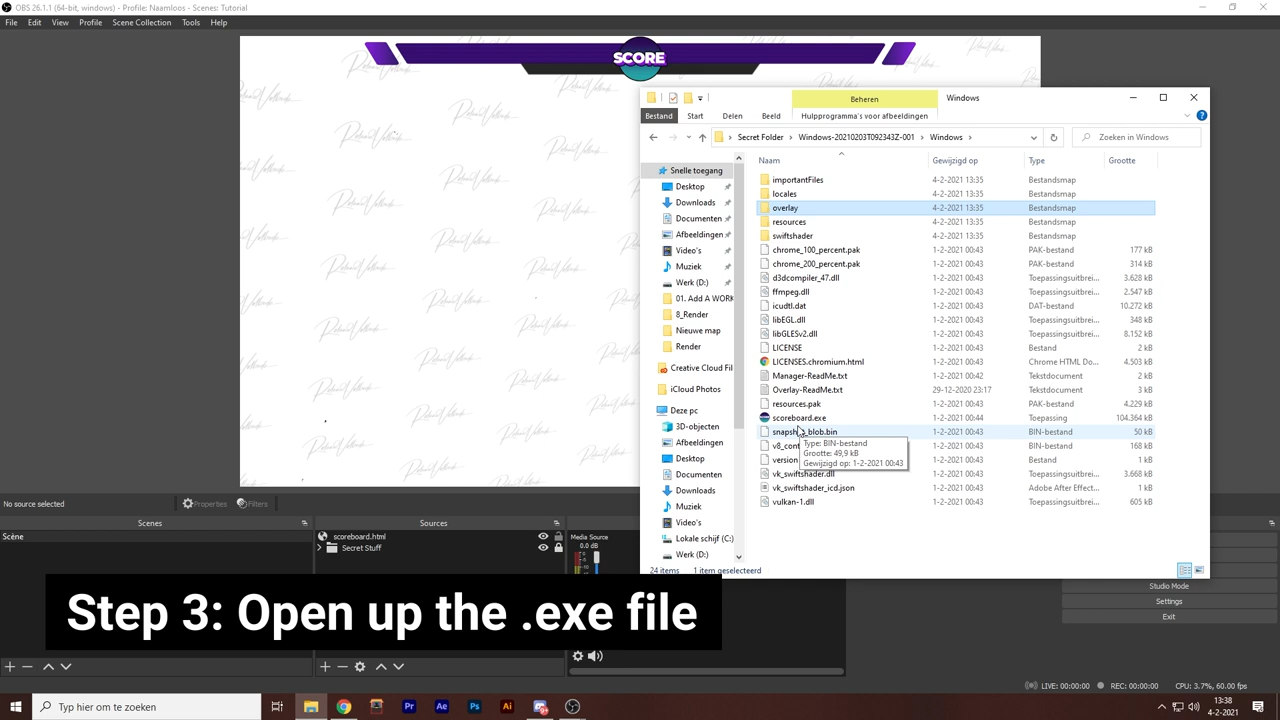 OBS 26.1.1 (64-bit, windows) - Profile: Naamloos - Scenes: Tutorial
File Edit View Profile Scene Collection Tools Help
SCORE
Beheren Windows
Bestand Start Delen Beeld Hulpprogramma's voor afbeeldingen
Secret Folder Windows-20210203T092343Z-001 Windows Zoeken in Windows
Naam Gewijzigd op Type Grootte
Snelle toegang
Desktop
Downloads
Documenten
Afbeeldingen
Video's
Muziek
Werk (D:)
01. Add A WORK
8_Render
Nieuwe map
Render
Creative Cloud Fil
iCloud Photos
Deze pc
3D-objecten
Afbeeldingen
Desktop
Documenten
Downloads
Muziek
Video's
Lokale schijf (C:)
Werk (D:)
importantFiles 4-2-2021 13:35 Bestandsmap
locales 4-2-2021 13:35 Bestandsmap
overlay 4-2-2021 13:35 Bestandsmap
resources 4-2-2021 13:35 Bestandsmap
swiftshader 4-2-2021 13:35 Bestandsmap
chrome_100_percent.pak 1-2-2021 00:43 PAK-bestand 177 kB
chrome_200_percent.pak 1-2-2021 00:43 PAK-bestand 314 kB
d3dcompiler_47.dll 1-2-2021 00:43 Toepassingsuitbrei... 3.628 kB
ffmpeg.dll 1-2-2021 00:43 Toepassingsuitbrei... 2.547 kB
icudtl.dat 1-2-2021 00:43 DAT-bestand 10.272 kB
libEGL.dll 1-2-2021 00:43 Toepassingsuitbrei... 348 kB
libGLESv2.dll 1-2-2021 00:43 Toepassingsuitbrei... 8.152 kB
LICENSE 1-2-2021 00:43 Bestand 2 kB
LICENSES.chromium.html 1-2-2021 00:43 Chrome HTML Do... 4.503 kB
Manager-ReadMe.txt 1-2-2021 00:42 Tekstdocument 2 kB
Overlay-ReadMe.txt 29-12-2020 23:17 Tekstdocument 3 kB
resources.pak 1-2-2021 00:43 PAK-bestand 4.229 kB
scoreboard.exe 1-2-2021 00:44 Toepassing 104.364 kB
snapshot_blob.bin 1-2-2021 00:43 BIN-bestand 50 kB
v8_cont 1-2-2021 00:43 BIN-bestand 168 kB
version 1-2-2021 00:43
vk_swiftshader.dll 1-2-2021 00:43 Toepassingsuitbrei... 3.668 kB
vk_swiftshader_icd.json 1-2-2021 00:43 Adobe After Effect...
vulkan-1.dll 1-2-2021 00:43 Toepassingsuitbrei... 605 kB
Type: BIN-bestand
Grootte: 49,9 kB
Gewijzigd op: 1-2-2021 00:43
24 items 1 item geselecteerd
No source selected Properties Filters
Scenes Sources
Scène
scoreboard.html
Secret Stuff
Media Source
0.0 dB
Studio Mode
Settings
Exit
Step 3: Open up the .exe file
LIVE: 00:00:00 REC: 00:00:00 CPU: 3.7%, 60.00 fps
Typ hier om te zoeken
13:38
4-2-2021